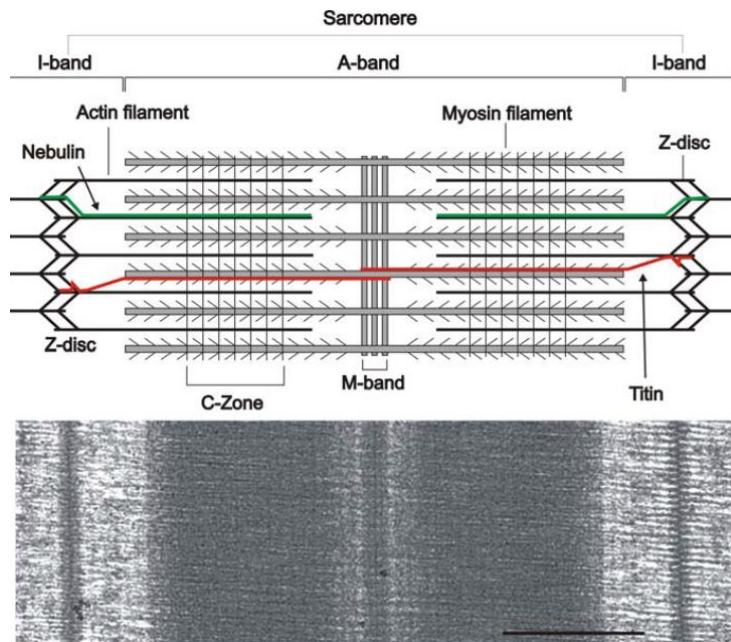 Sarcomere
I-band A-band I-band
Actin filament Myosin filament
Nebulin Z-disc
Z-disc
C-Zone M-band Titin